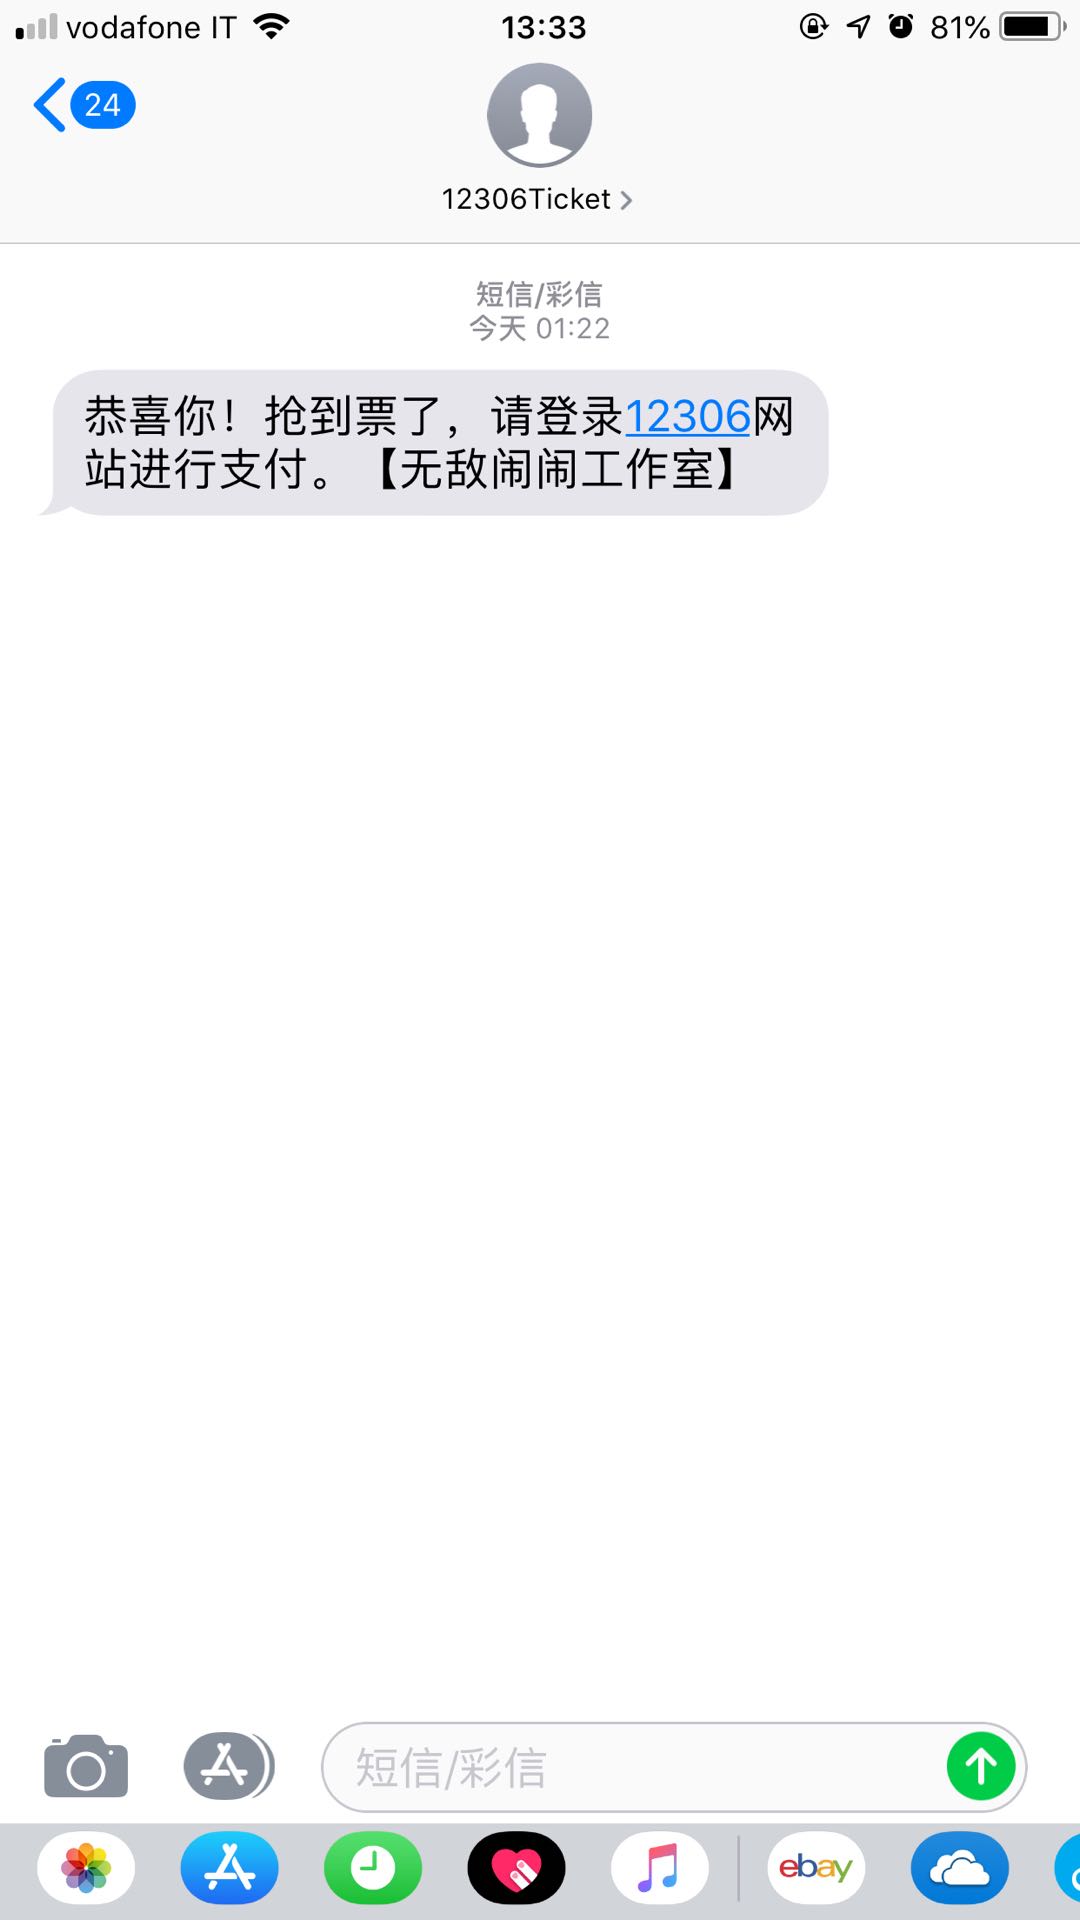 vodafone IT 13:33 81%
24
12306Ticket
短信/彩信
今天 01:22
恭喜你！抢到票了，请登录12306网
站进行支付。【无敌闹闹工作室】
短信/彩信
ebay